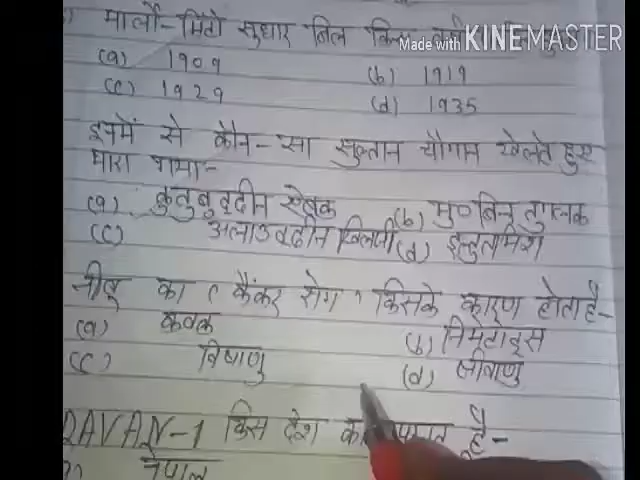 Made with KINEMASTER
मार्ले-मिंटो सुधार बिल किस
(a) 1909 (b) 1919
(c) 1929 (d) 1935
इनमें से कौन-सा सुल्तान चौगान खेलते हुए
मारा गया-
(a) कुतुबुद्दीन ऐबक (b) मु० बिन तुगलक
(c) अलाउद्दीन खिलजी (d) इल्तुतमिश
नींबू का 'कैंकर रोग' किसके कारण होता है-
(a) कवक (b) निमेटोड्स
(c) विषाणु (d) जीवाणु
RAVAN-1 किस देश का है-
नेपाल